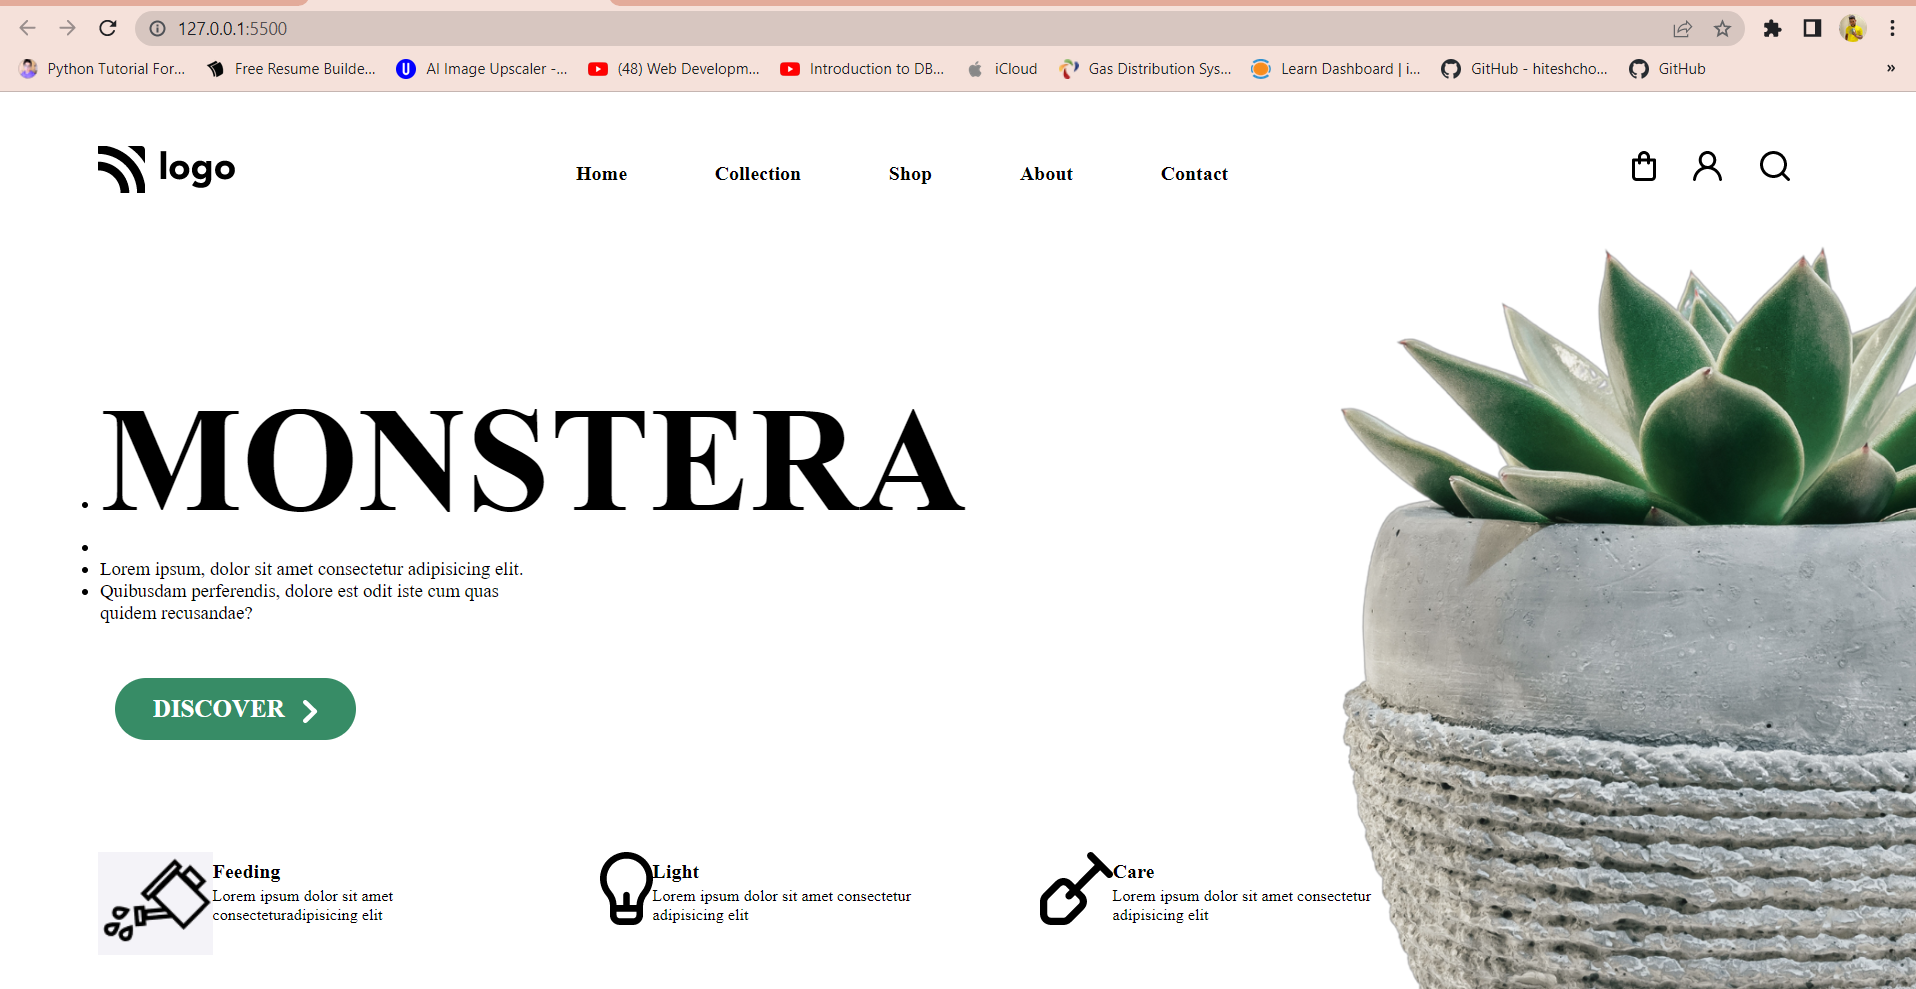 127.0.0.1:5500
Python Tutorial For... Free Resume Builde... AI Image Upscaler -... (48) Web Developm... Introduction to DB... iCloud Gas Distribution Sys... Learn Dashboard | i... GitHub - hiteshcho... GitHub »
logo Home Collection Shop About Contact
MONSTERA
Lorem ipsum, dolor sit amet consectetur adipisicing elit.
Quibusdam perferendis, dolore est odit iste cum quas
quidem recusandae?
DISCOVER
Feeding
Lorem ipsum dolor sit amet
consecteturadipisicing elit
Light
Lorem ipsum dolor sit amet consectetur
adipisicing elit
Care
Lorem ipsum dolor sit amet consectetur
adipisicing elit